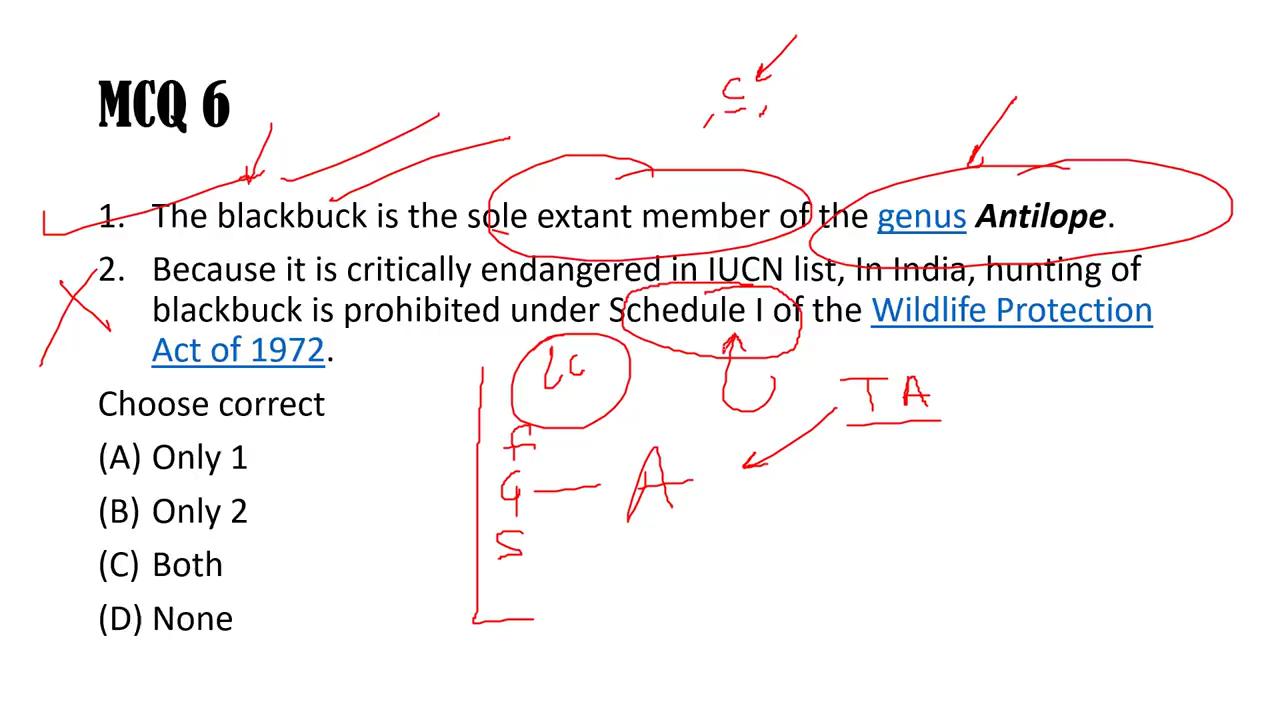 MCQ 6
, C ,
1. The blackbuck is the sole extant member of the genus Antilope.
2. Because it is critically endangered in IUCN list, In India, hunting of
blackbuck is prohibited under Schedule I of the Wildlife Protection
Act of 1972.
Choose correct
(A) Only 1
(B) Only 2
(C) Both
(D) None
T A
F
G — A
S